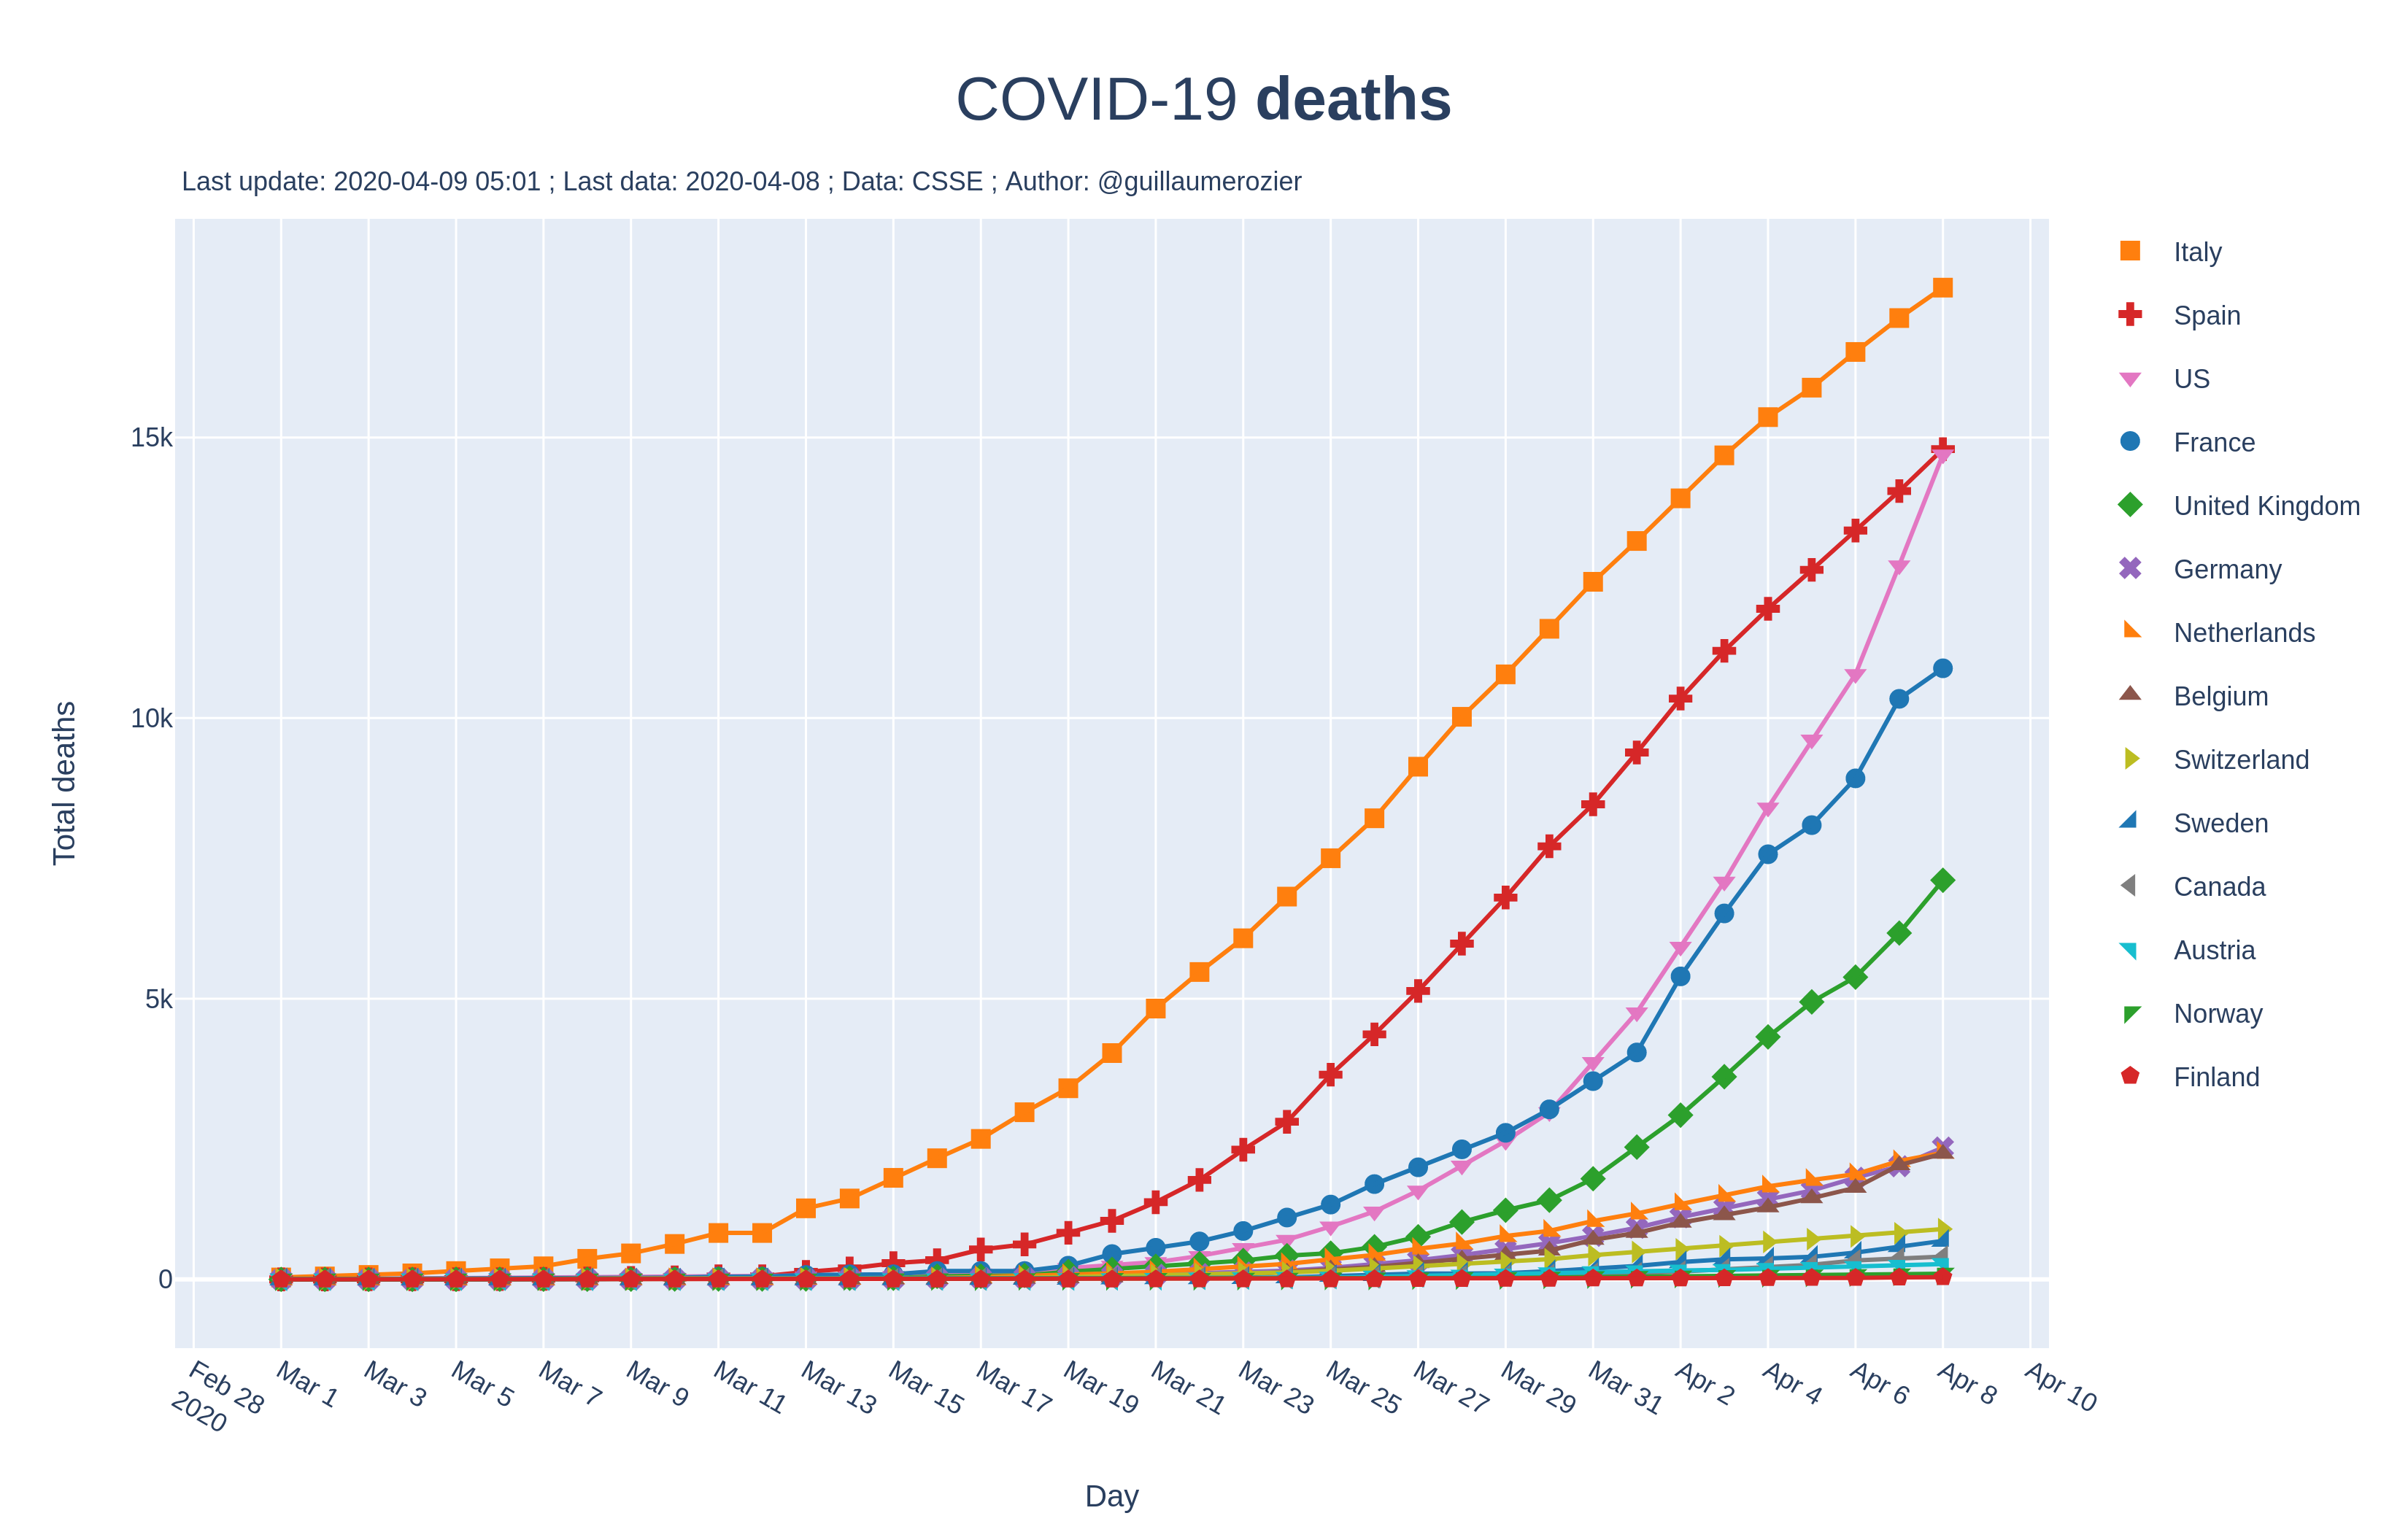 COVID-19 deaths
Last update: 2020-04-09 05:01 ; Last data: 2020-04-08 ; Data: CSSE ; Author: @guillaumerozier
Total deaths
15k
10k
5k
0
Feb 28
2020
Mar 1
Mar 3
Mar 5
Mar 7
Mar 9
Mar 11
Mar 13
Mar 15
Mar 17
Mar 19
Mar 21
Mar 23
Mar 25
Mar 27
Mar 29
Mar 31
Apr 2
Apr 4
Apr 6
Apr 8
Apr 10
Day
Italy
Spain
US
France
United Kingdom
Germany
Netherlands
Belgium
Switzerland
Sweden
Canada
Austria
Norway
Finland